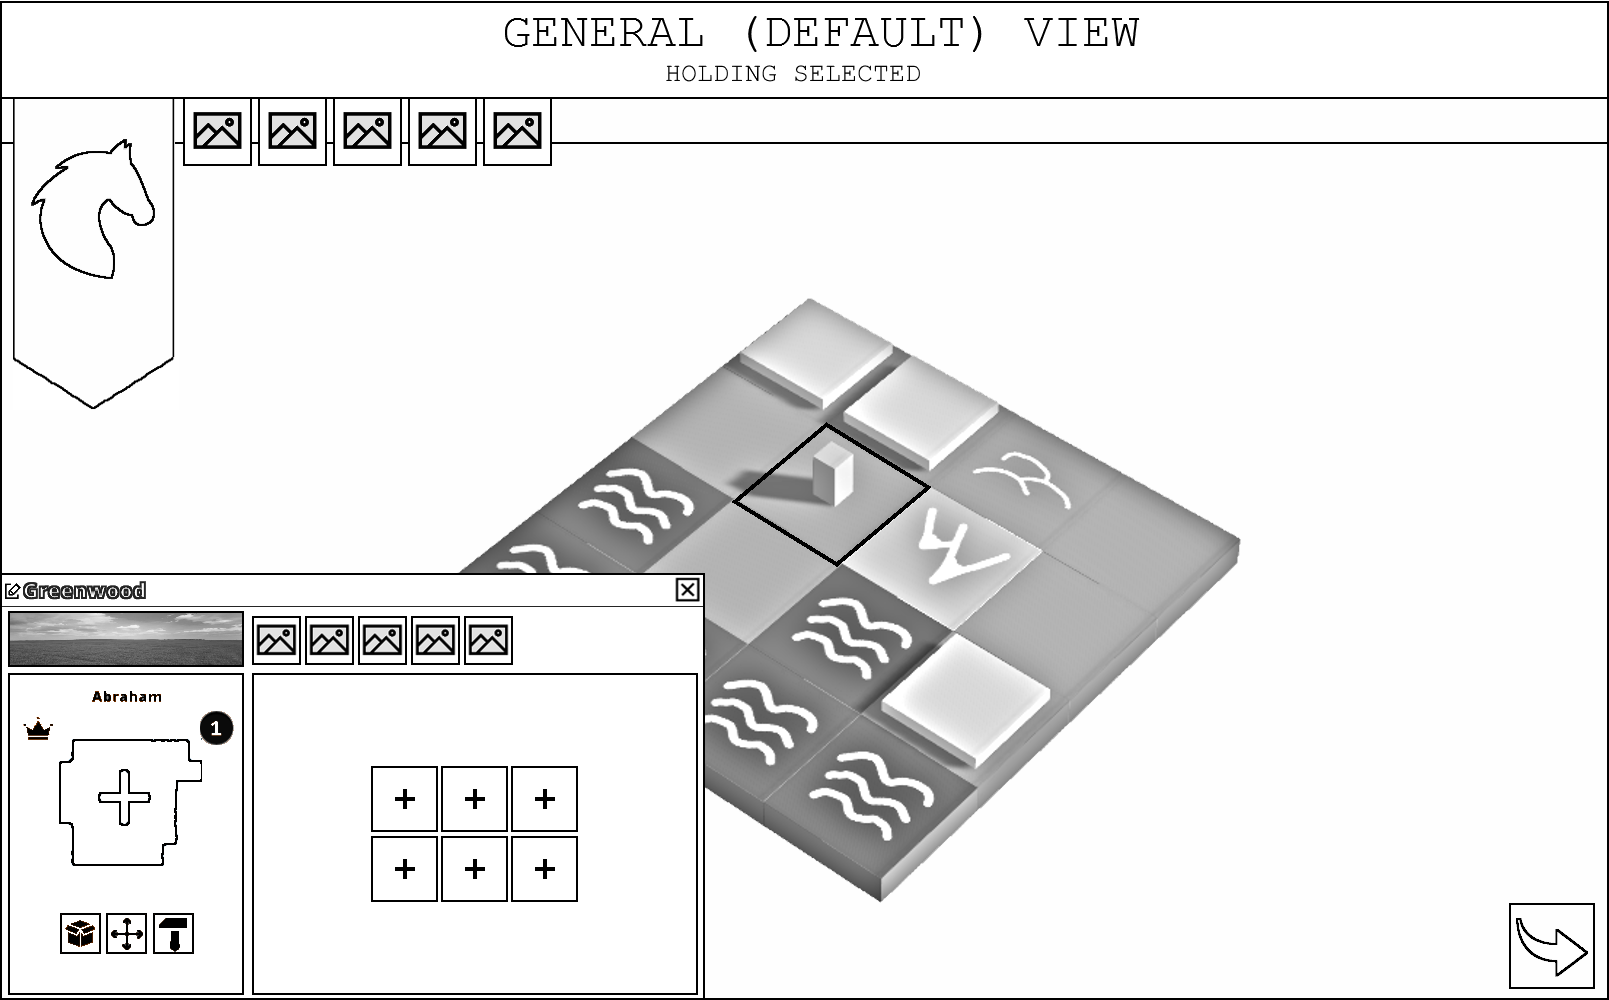 GENERAL (DEFAULT) VIEW
HOLDING SELECTED
Greenwood
Abraham
1